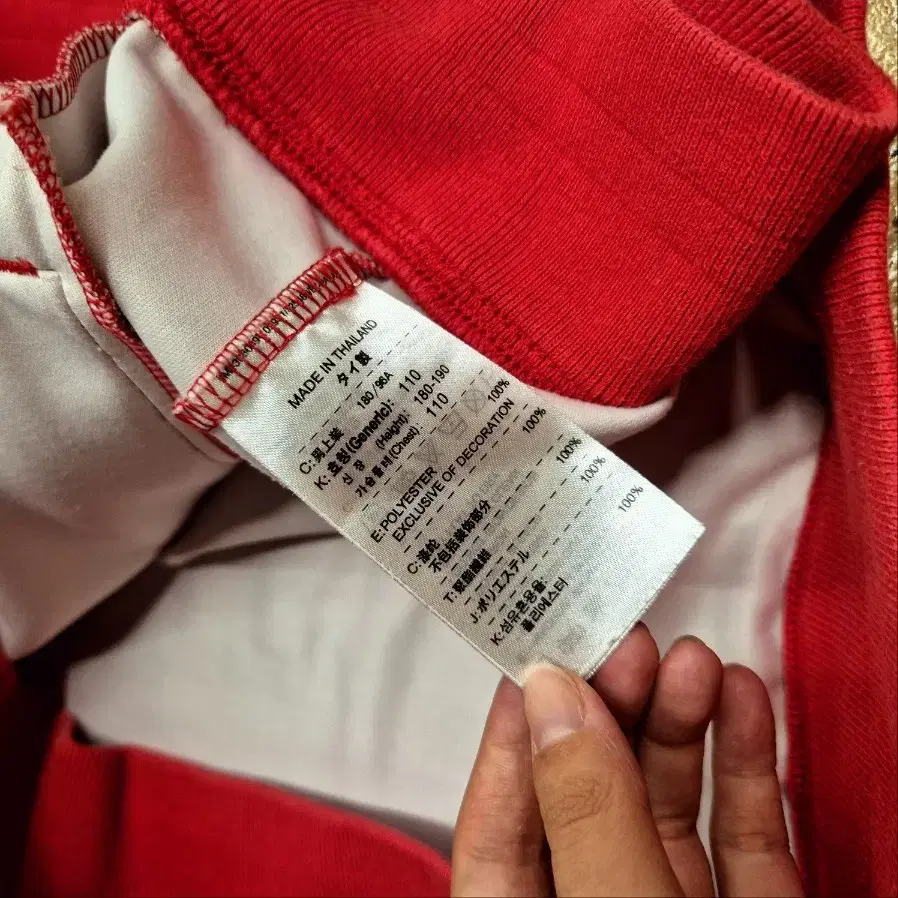 MADE IN THAILAND
タイ製
C:男上装 180/96A
K:호칭(Generic): 110
신 장 (Height): 180-190
가슴둘레(Chest): 110
E:POLYESTER 100%
EXCLUSIVE OF DECORATION
C:涤纶 100%
不包括装饰部分
T:聚酯纖維 100%
J:ポリエステル 100%
K:섬유혼용율: 100%
폴리에스터